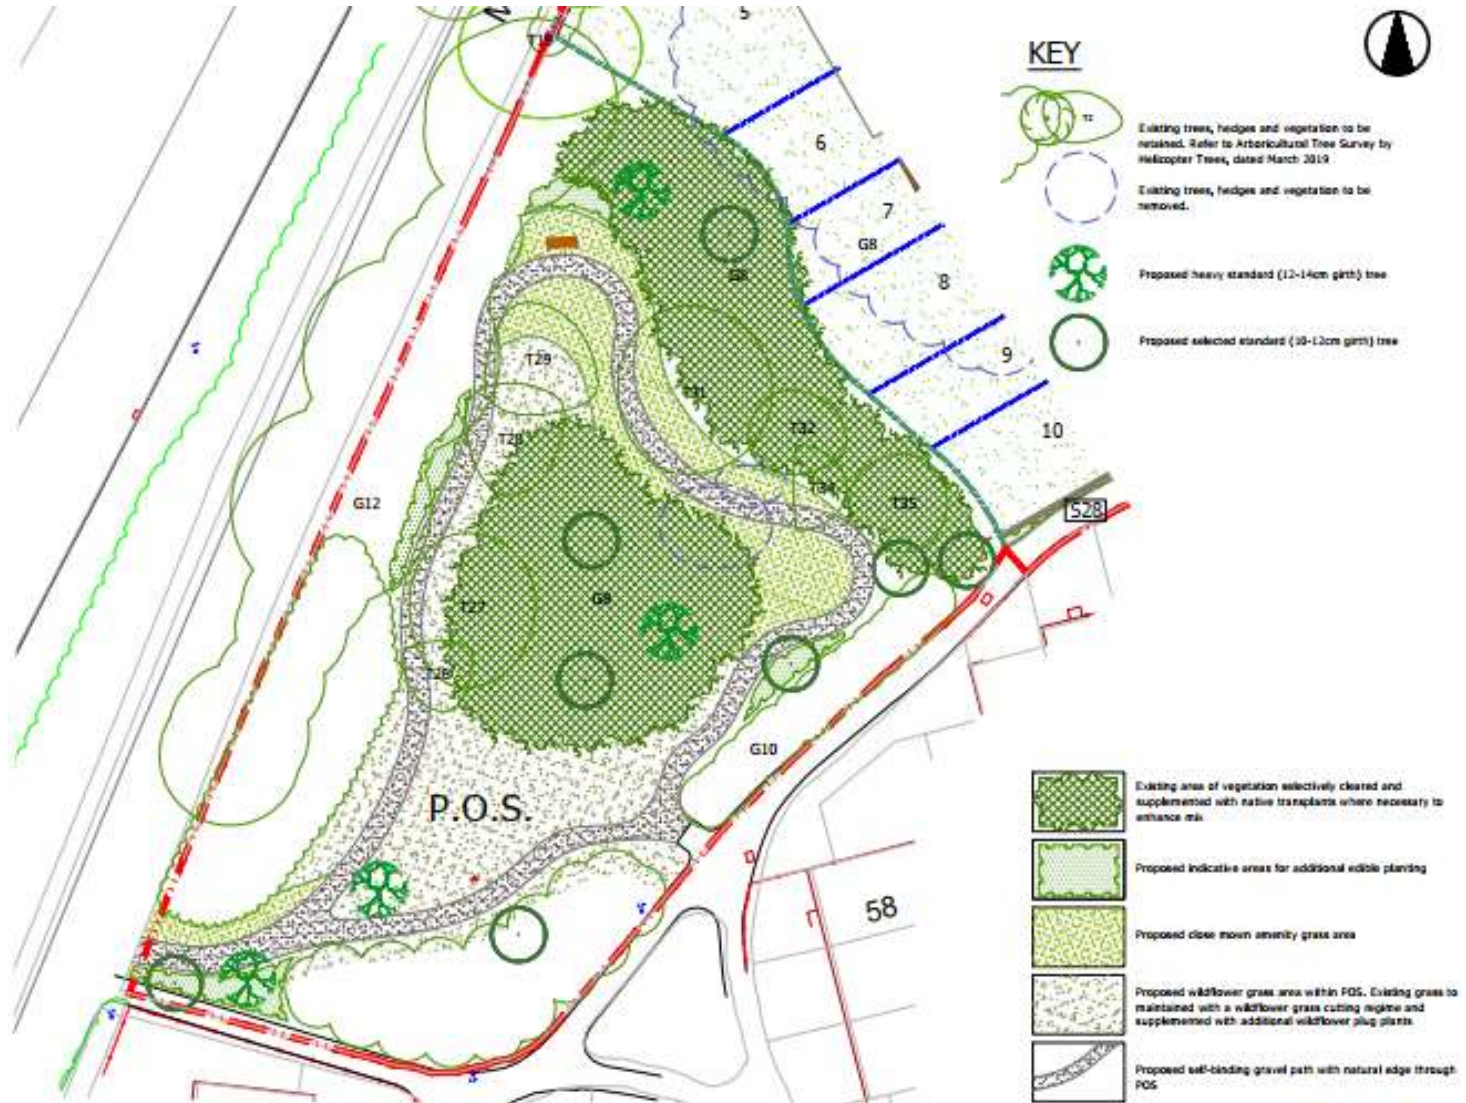 5
KEY
T1
T2
Existing trees, hedges and vegetation to be
retained. Refer to Arboricultural Tree Survey by
Helicopter Trees, dated March 2019
6
Existing trees, hedges and vegetation to be
removed.
7
G8
G8
8
Proposed heavy standard (12-14cm girth) tree
9
Proposed selected standard (10-12cm girth) tree
T29
T31
T32
10
T28
T34
T35
G12
528
T27
G9
T26
G10
P.O.S.
58
Existing area of vegetation selectively cleared and
supplemented with native transplants where necessary to
enhance mix
Proposed indicative areas for additional edible planting
Proposed close mown amenity grass area
Proposed wildflower grass area within POS. Existing grass to
maintained with a wildflower grass cutting regime and
supplemented with additional wildflower plug plants
Proposed self-binding gravel path with natural edge through
POS